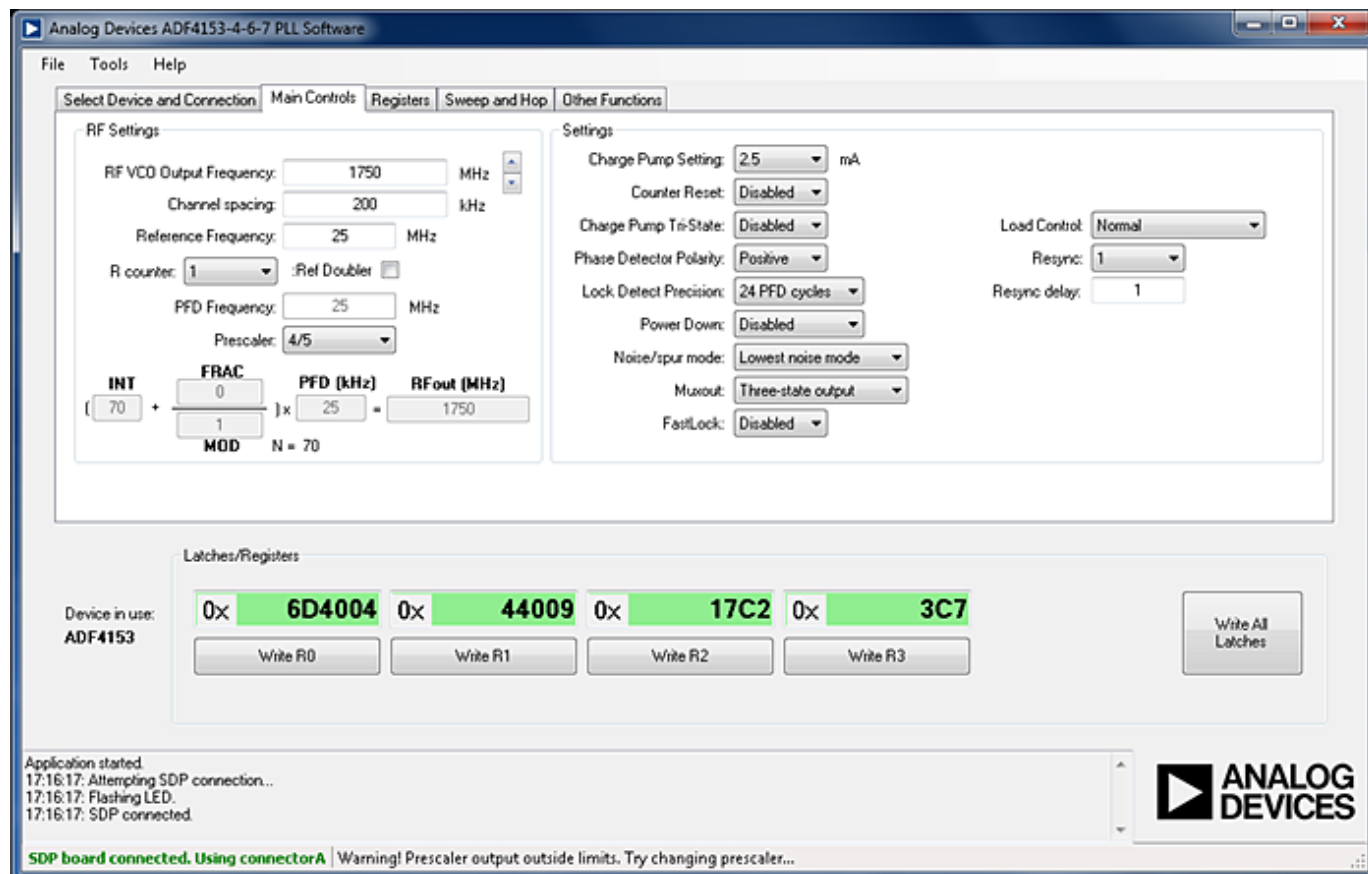 Analog Devices ADF4153-4-6-7 PLL Software
File Tools Help
Select Device and Connection Main Controls Registers Sweep and Hop Other Functions
RF Settings
RF VCO Output Frequency: 1750 MHz
Channel spacing: 200 kHz
Reference Frequency: 25 MHz
R counter: 1 :Ref Doubler
PFD Frequency: 25 MHz
Prescaler: 4/5
INT FRAC PFD (kHz) RFout (MHz)
( 70 + 0 ) x 25 = 1750
1
MOD N = 70
Settings
Charge Pump Setting: 2.5 mA
Counter Reset: Disabled
Charge Pump Tri-State: Disabled
Phase Detector Polarity: Positive
Lock Detect Precision: 24 PFD cycles
Power Down: Disabled
Noise/spur mode: Lowest noise mode
Muxout: Three-state output
FastLock: Disabled
Load Control: Normal
Resync: 1
Resync delay: 1
Latches/Registers
Device in use:
ADF4153
0x 6D4004 0x 44009 0x 17C2 0x 3C7
Write R0 Write R1 Write R2 Write R3
Write All
Latches
Application started.
17:16:17: Attempting SDP connection...
17:16:17: Flashing LED.
17:16:17: SDP connected.
ANALOG
DEVICES
SDP board connected. Using connectorA Warning! Prescaler output outside limits. Try changing prescaler...